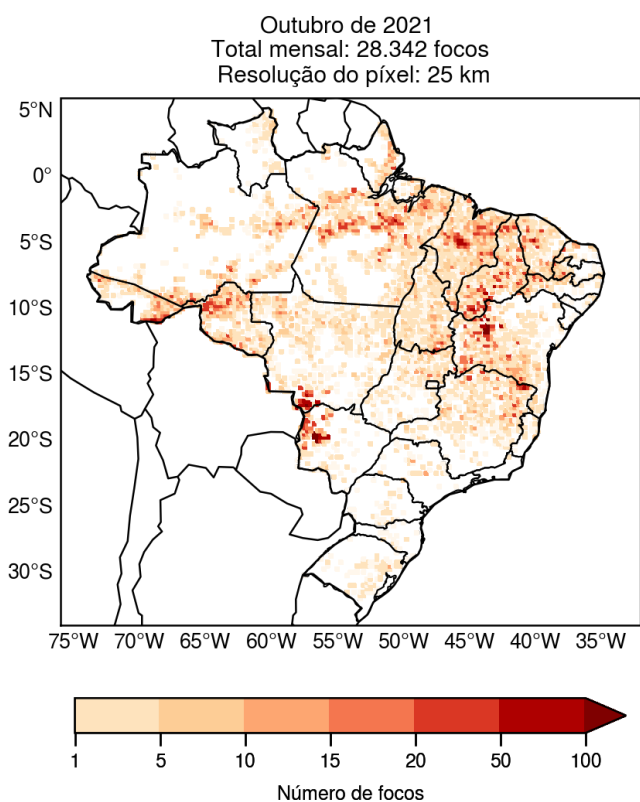 Outubro de 2021
Total mensal: 28.342 focos
Resolução do píxel: 25 km
5°N
0°
5°S
10°S
15°S
20°S
25°S
30°S
75°W 70°W 65°W 60°W 55°W 50°W 45°W 40°W 35°W
1 5 10 15 20 50 100
Número de focos